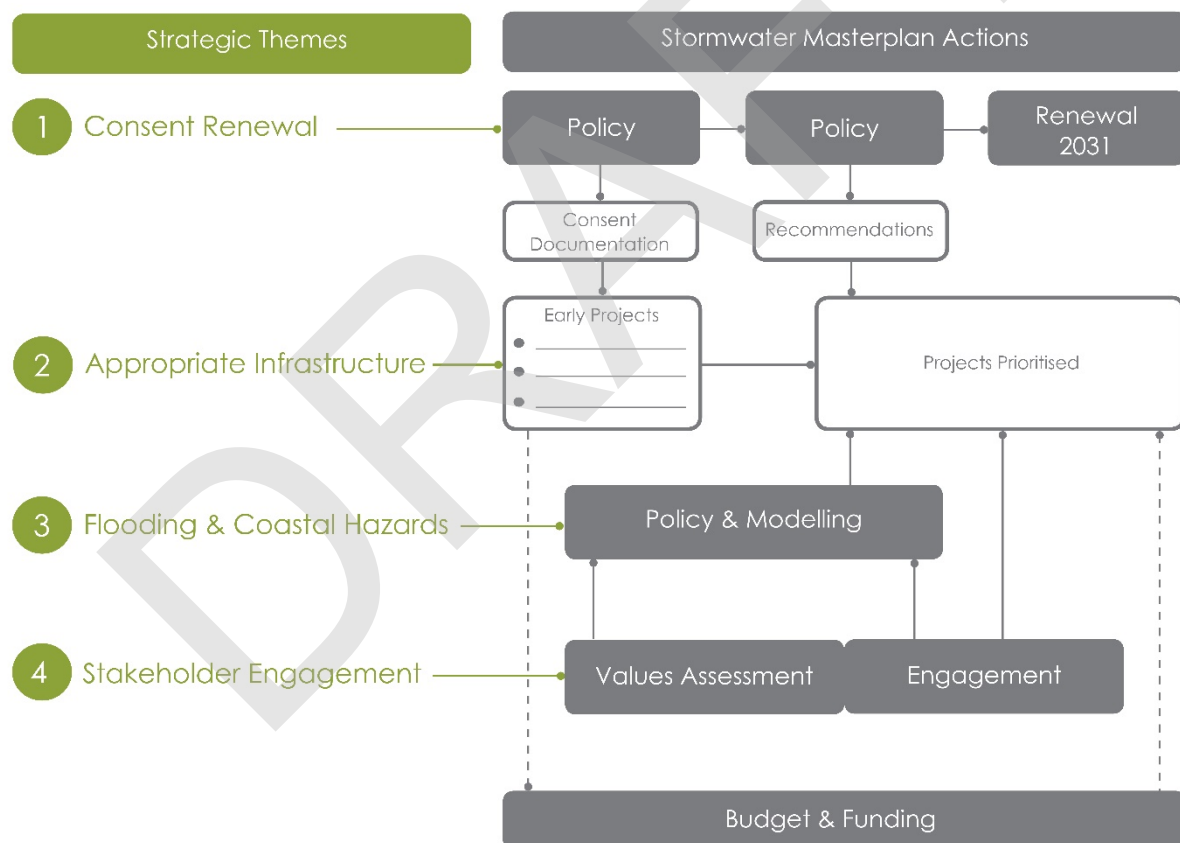 Strategic Themes
Stormwater Masterplan Actions
1
Consent Renewal
Policy
Policy
Renewal
2031
Consent
Documentation
Recommendations
2
Appropriate Infrastructure
Early Projects
Projects Prioritised
3
Flooding & Coastal Hazards
Policy & Modelling
4
Stakeholder Engagement
Values Assessment
Engagement
Budget & Funding